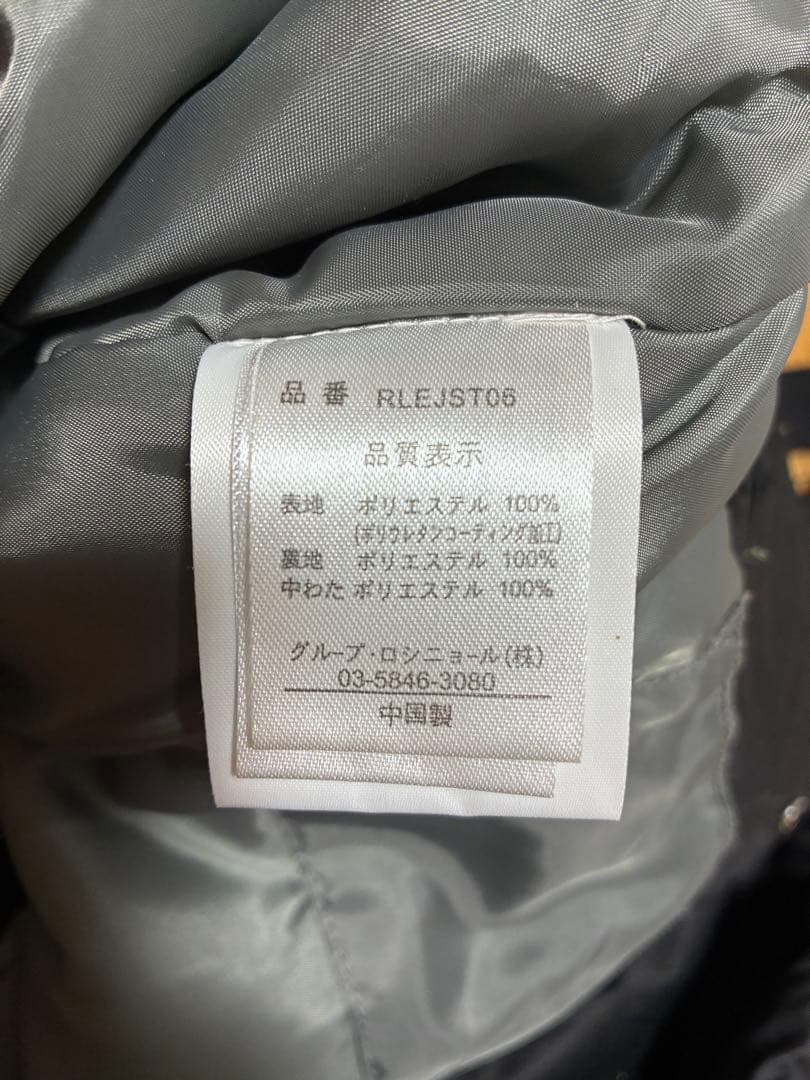 品番 RLEJST06
品質表示
表地 ポリエステル 100%
(ポリウレタンコーティング加工)
裏地 ポリエステル 100%
中わた ポリエステル 100%
グループ・ロシニョール(株)
03-5846-3080
中国製